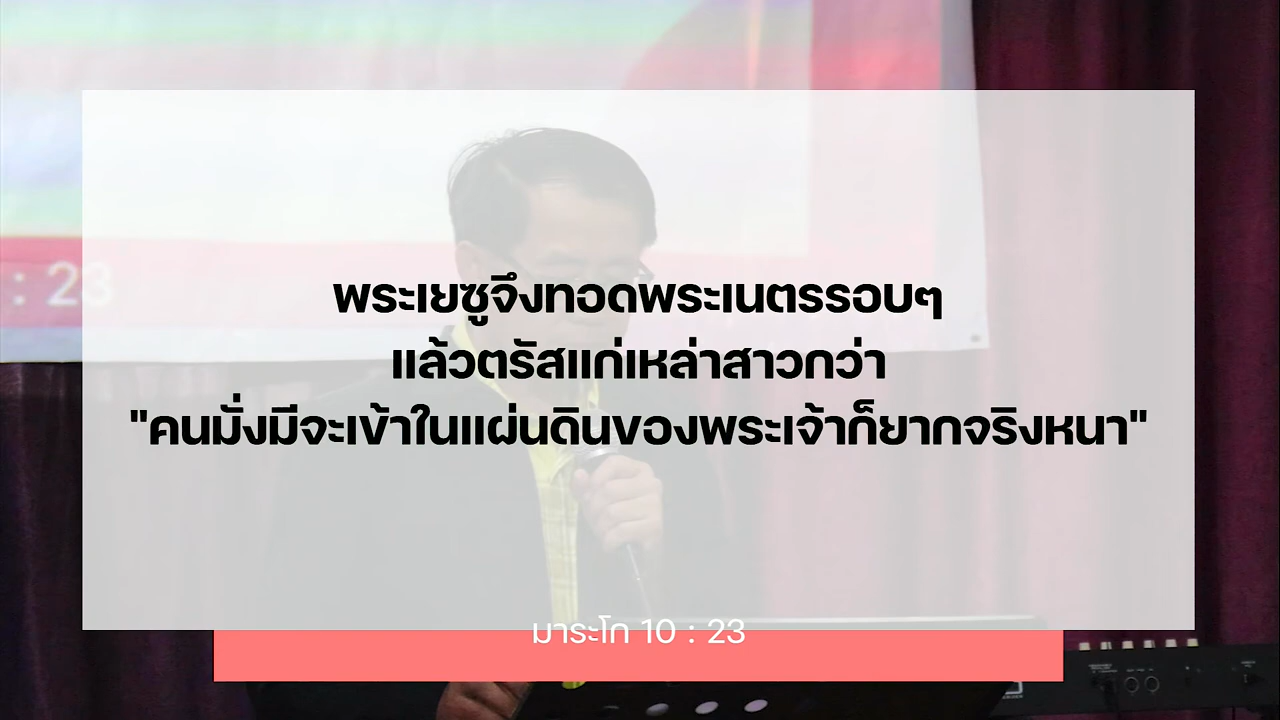 : 23
พระเยซูจึงทอดพระเนตรรอบๆ
แล้วตรัสแก่เหล่าสาวกว่า
"คนมั่งมีจะเข้าในแผ่นดินของพระเจ้าก็ยากจริงหนา"
มาระโก 10 : 23